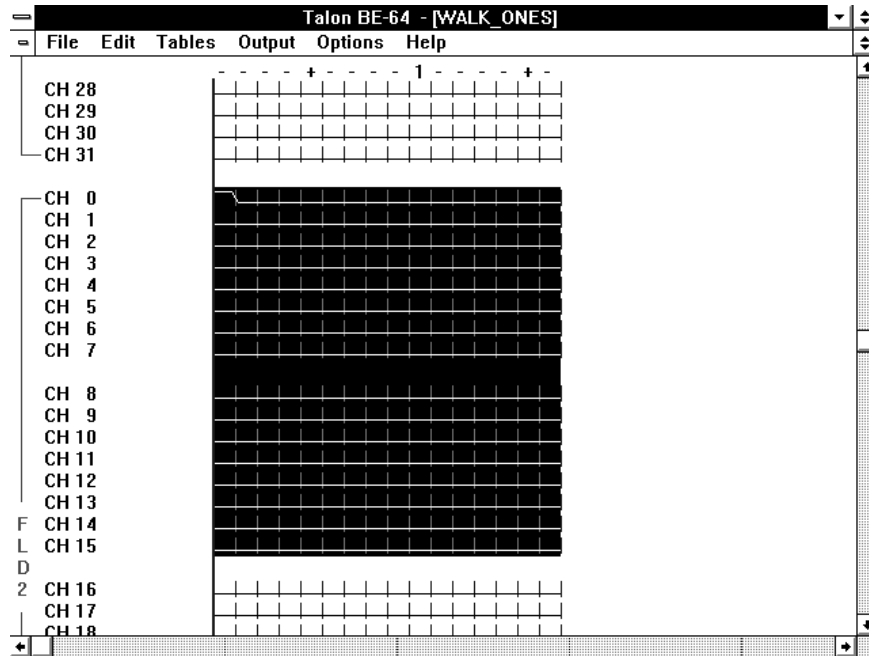 Talon BE-64 - [WALK_ONES]
File Edit Tables Output Options Help
- - - - + - - - - 1 - - - - + -
CH 28
CH 29
CH 30
CH 31
CH 0
CH 1
CH 2
CH 3
CH 4
CH 5
CH 6
CH 7
CH 8
CH 9
CH 10
CH 11
CH 12
CH 13
F CH 14
L CH 15
D
2 CH 16
CH 17
CH 18